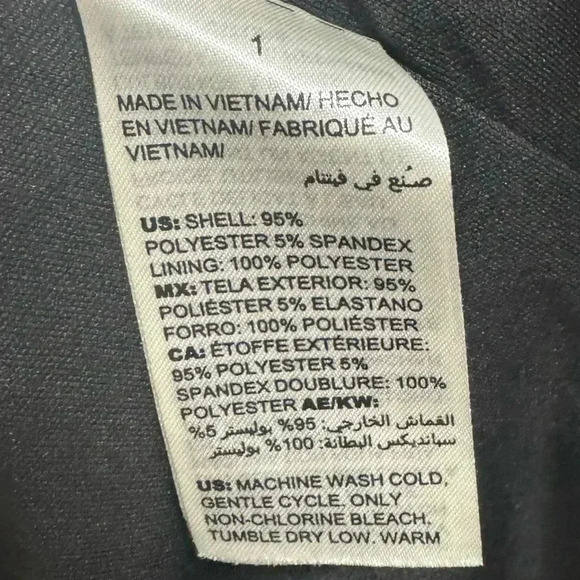 1
MADE IN VIETNAM/ HECHO
EN VIETNAM/ FABRIQUÉ AU
VIETNAM/
صُنع في فيتنام
US: SHELL: 95%
POLYESTER 5% SPANDEX
LINING: 100% POLYESTER
MX: TELA EXTERIOR: 95%
POLIÉSTER 5% ELASTANO
FORRO: 100% POLIÉSTER
CA: ÉTOFFE EXTÉRIEURE:
95% POLYESTER 5%
SPANDEX DOUBLURE: 100%
POLYESTER AE/KW:
القماش الخارجي: 95% بوليستر 5%
سبانديكس البطانة: 100% بوليستر
US: MACHINE WASH COLD,
GENTLE CYCLE. ONLY
NON-CHLORINE BLEACH.
TUMBLE DRY LOW. WARM